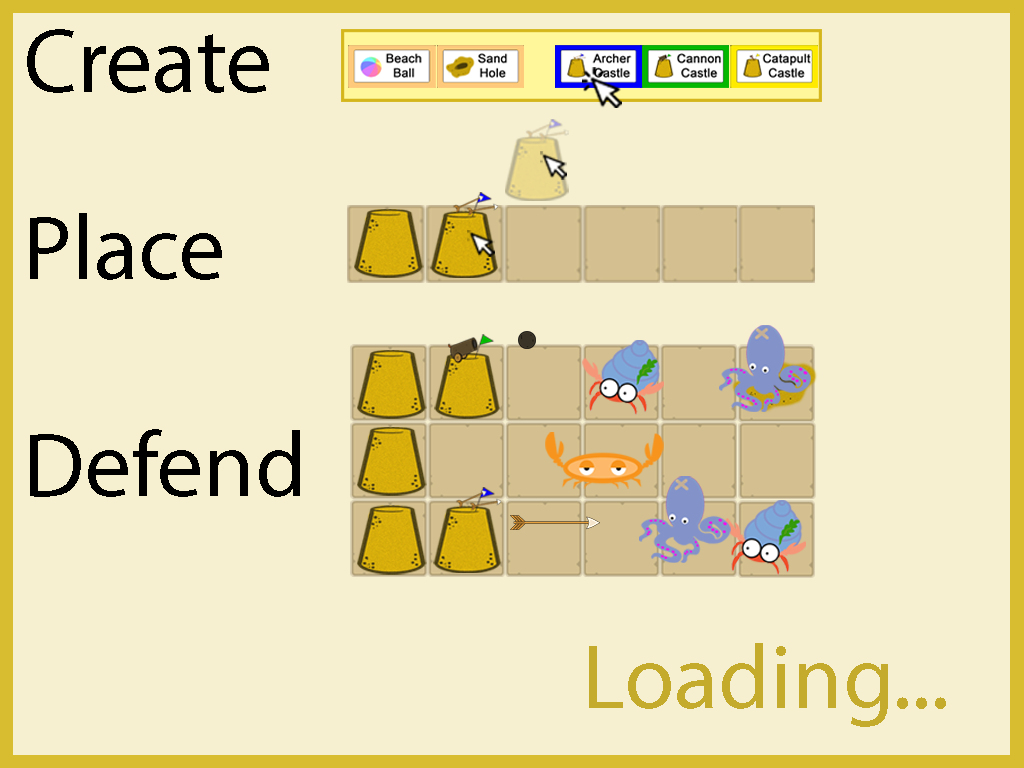 Create
Beach Ball
Sand Hole
Archer Castle
Cannon Castle
Catapult Castle
Place
Defend
Loading...